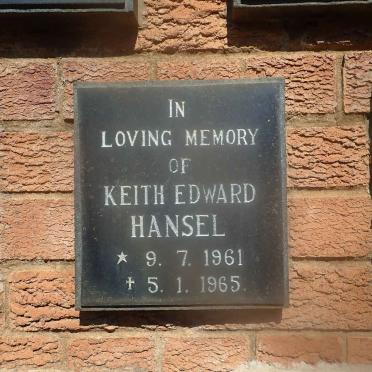 IN
LOVING MEMORY
OF
KEITH EDWARD
HANSEL
★ 9. 7. 1961
† 5. 1. 1965.